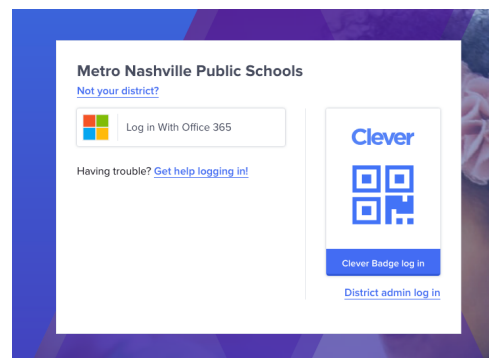 Metro Nashville Public Schools
Not your district?
Log in With Office 365
Having trouble? Get help logging in!
Clever
Clever Badge log in
District admin log in